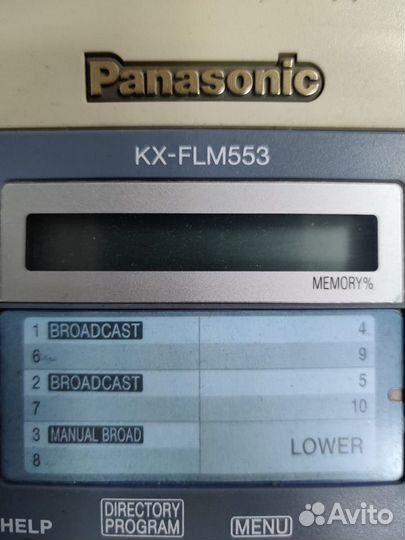 Panasonic
KX-FLM553
MEMORY%
1 BROADCAST 4
6 9
2 BROADCAST 5
7 10
3 MANUAL BROAD LOWER
8
HELP DIRECTORY PROGRAM MENU
Avito